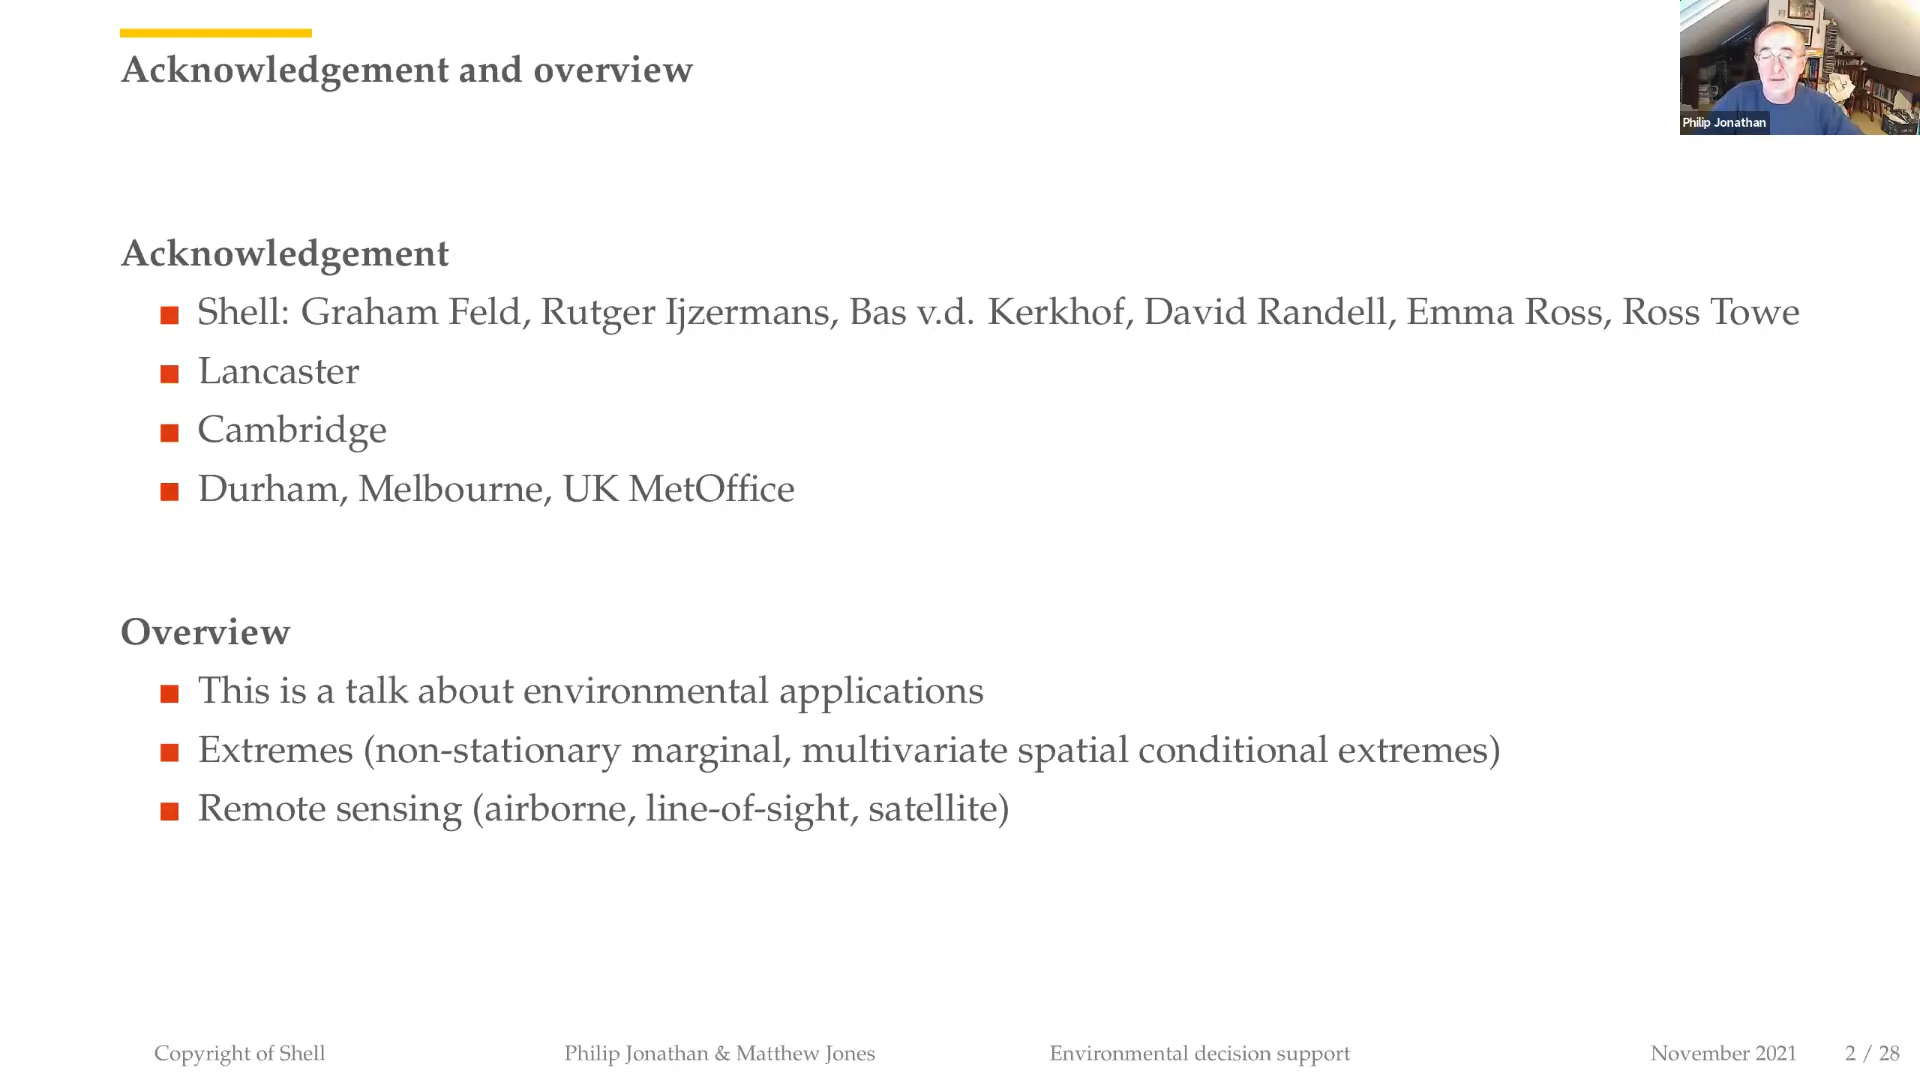 Acknowledgement and overview
Philip Jonathan
Acknowledgement
Shell: Graham Feld, Rutger Ijzermans, Bas v.d. Kerkhof, David Randell, Emma Ross, Ross Towe
Lancaster
Cambridge
Durham, Melbourne, UK MetOffice
Overview
This is a talk about environmental applications
Extremes (non-stationary marginal, multivariate spatial conditional extremes)
Remote sensing (airborne, line-of-sight, satellite)
Copyright of Shell Philip Jonathan & Matthew Jones Environmental decision support November 2021 2 / 28